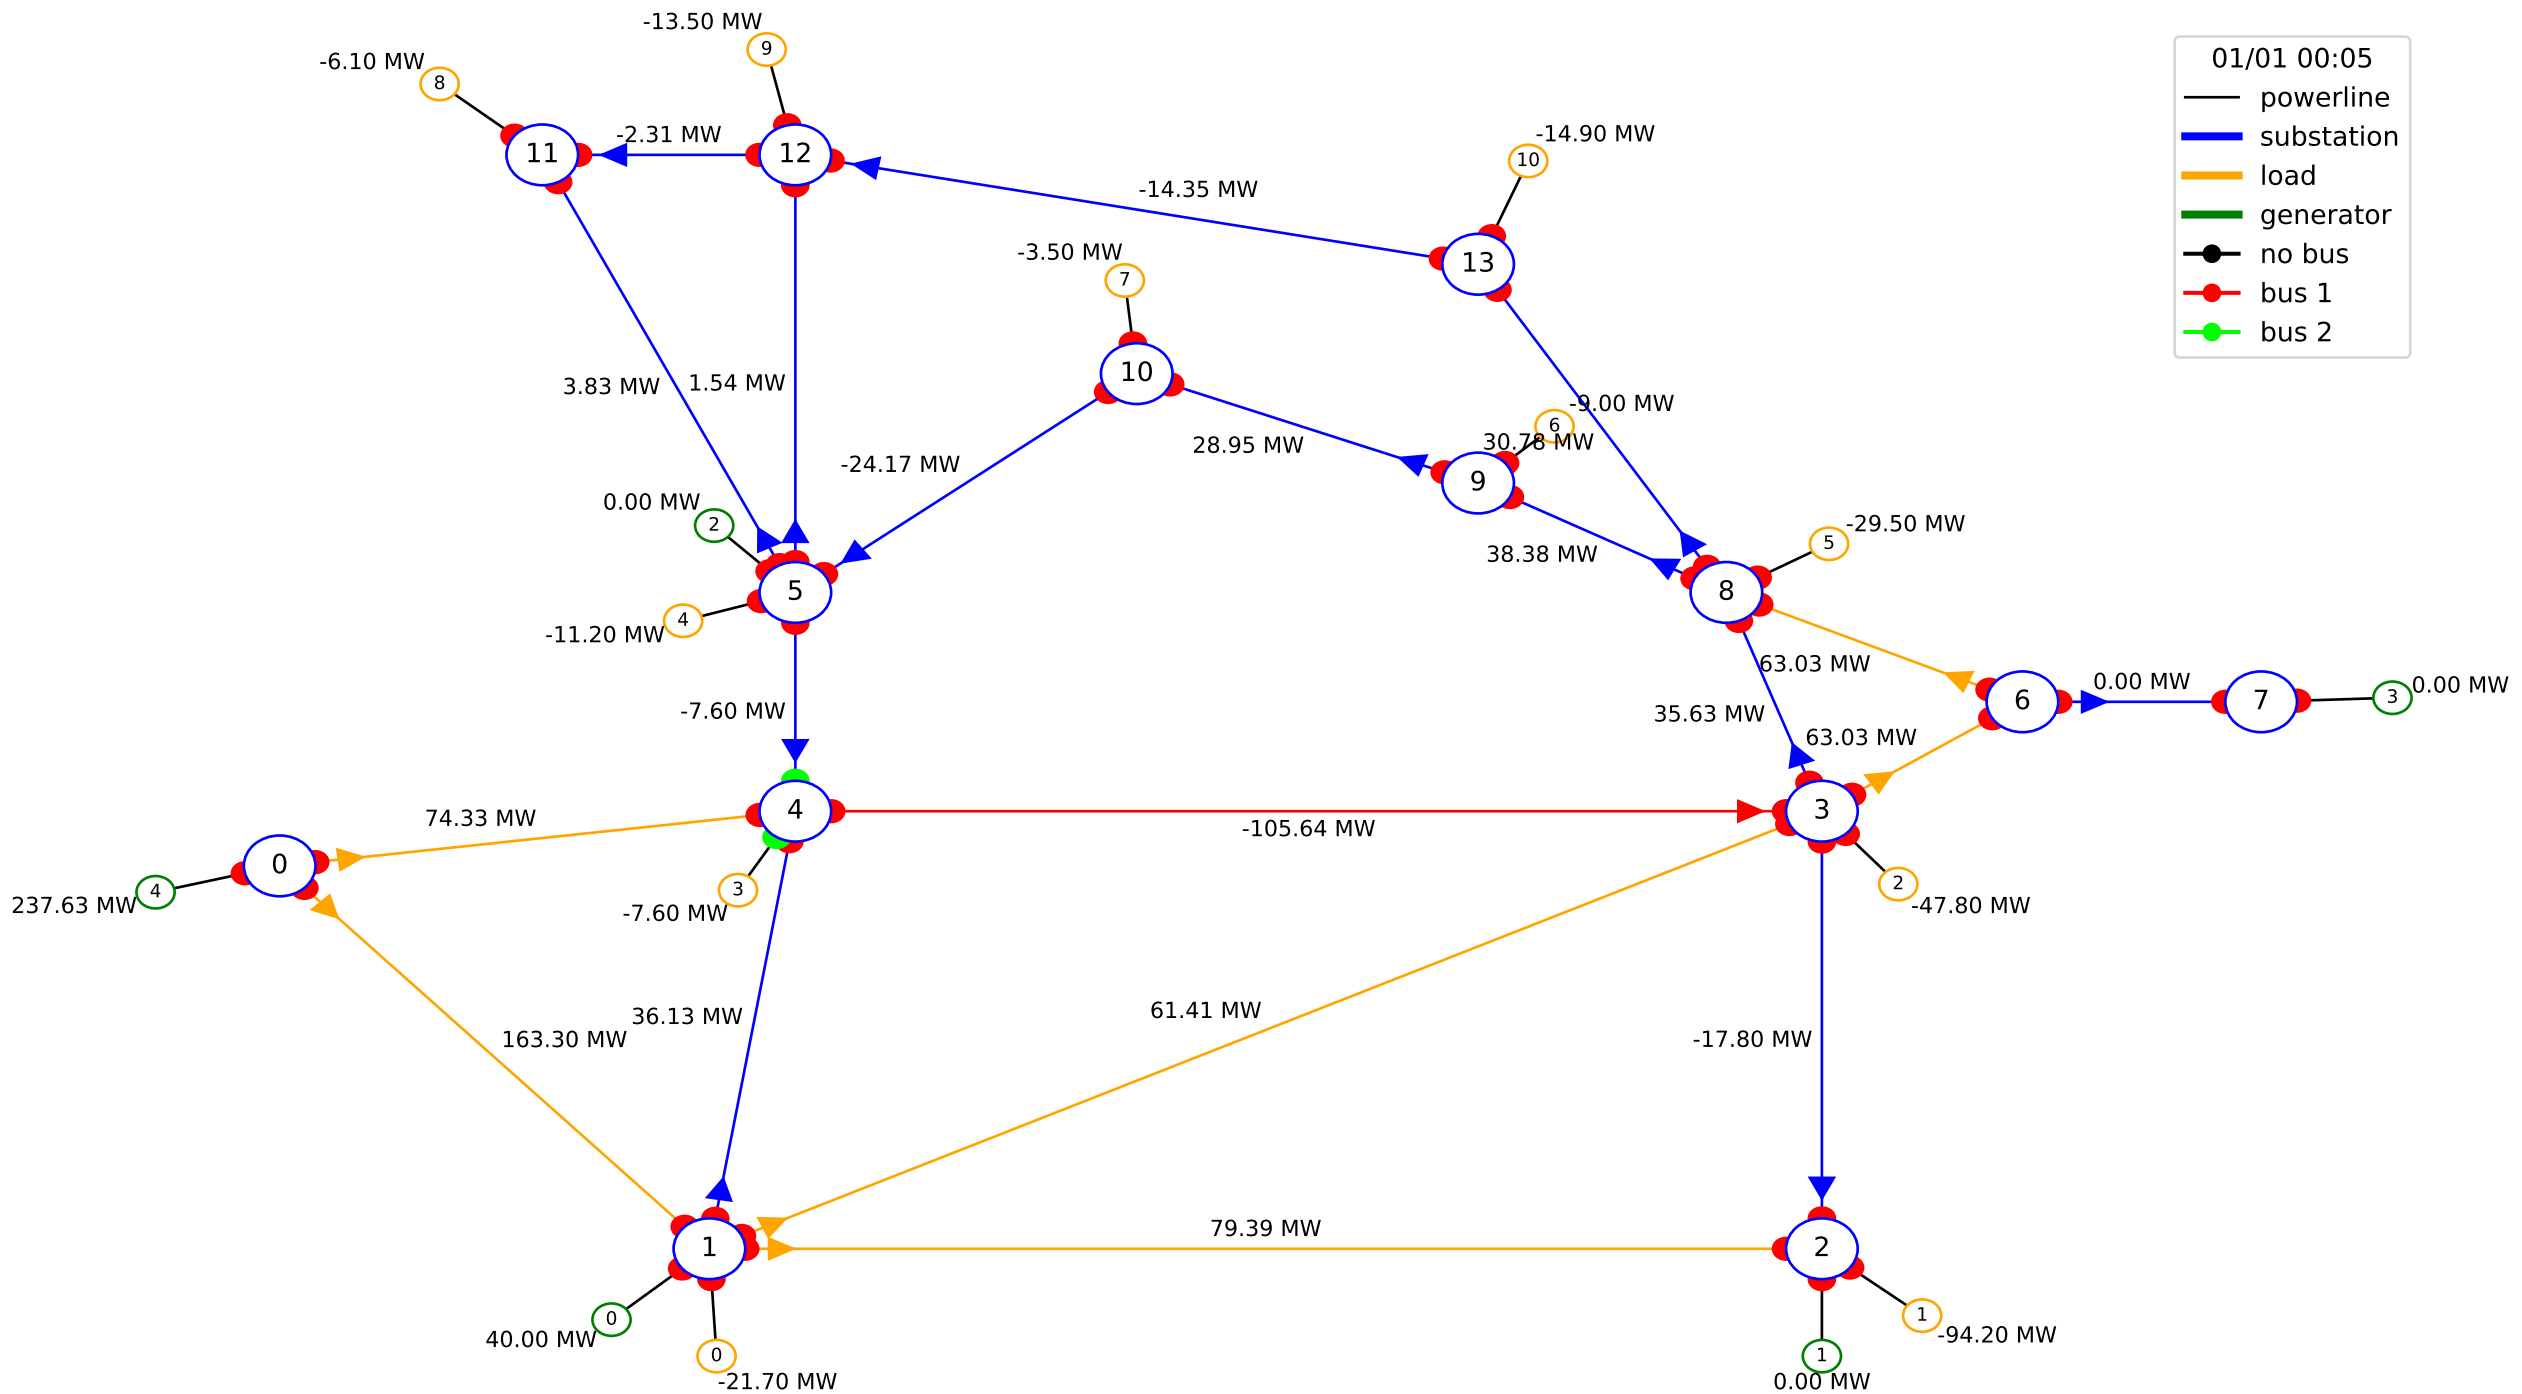 -13.50 MW
9
-6.10 MW
8
01/01 00:05
powerline
substation
load
generator
no bus
bus 1
bus 2
11
-2.31 MW
12
-14.90 MW
10
-14.35 MW
13
-3.50 MW
7
10
3.83 MW
1.54 MW
-9.00 MW
6
30.78 MW
28.95 MW
-24.17 MW
9
0.00 MW
2
-29.50 MW
5
38.38 MW
5
8
4
-11.20 MW
63.03 MW
0.00 MW
0.00 MW
3
6
7
-7.60 MW
35.63 MW
63.03 MW
74.33 MW
4
3
-105.64 MW
0
237.63 MW
4
3
-7.60 MW
2
-47.80 MW
36.13 MW
163.30 MW
61.41 MW
-17.80 MW
79.39 MW
1
2
40.00 MW
0
0
-21.70 MW
1
-94.20 MW
1
0.00 MW